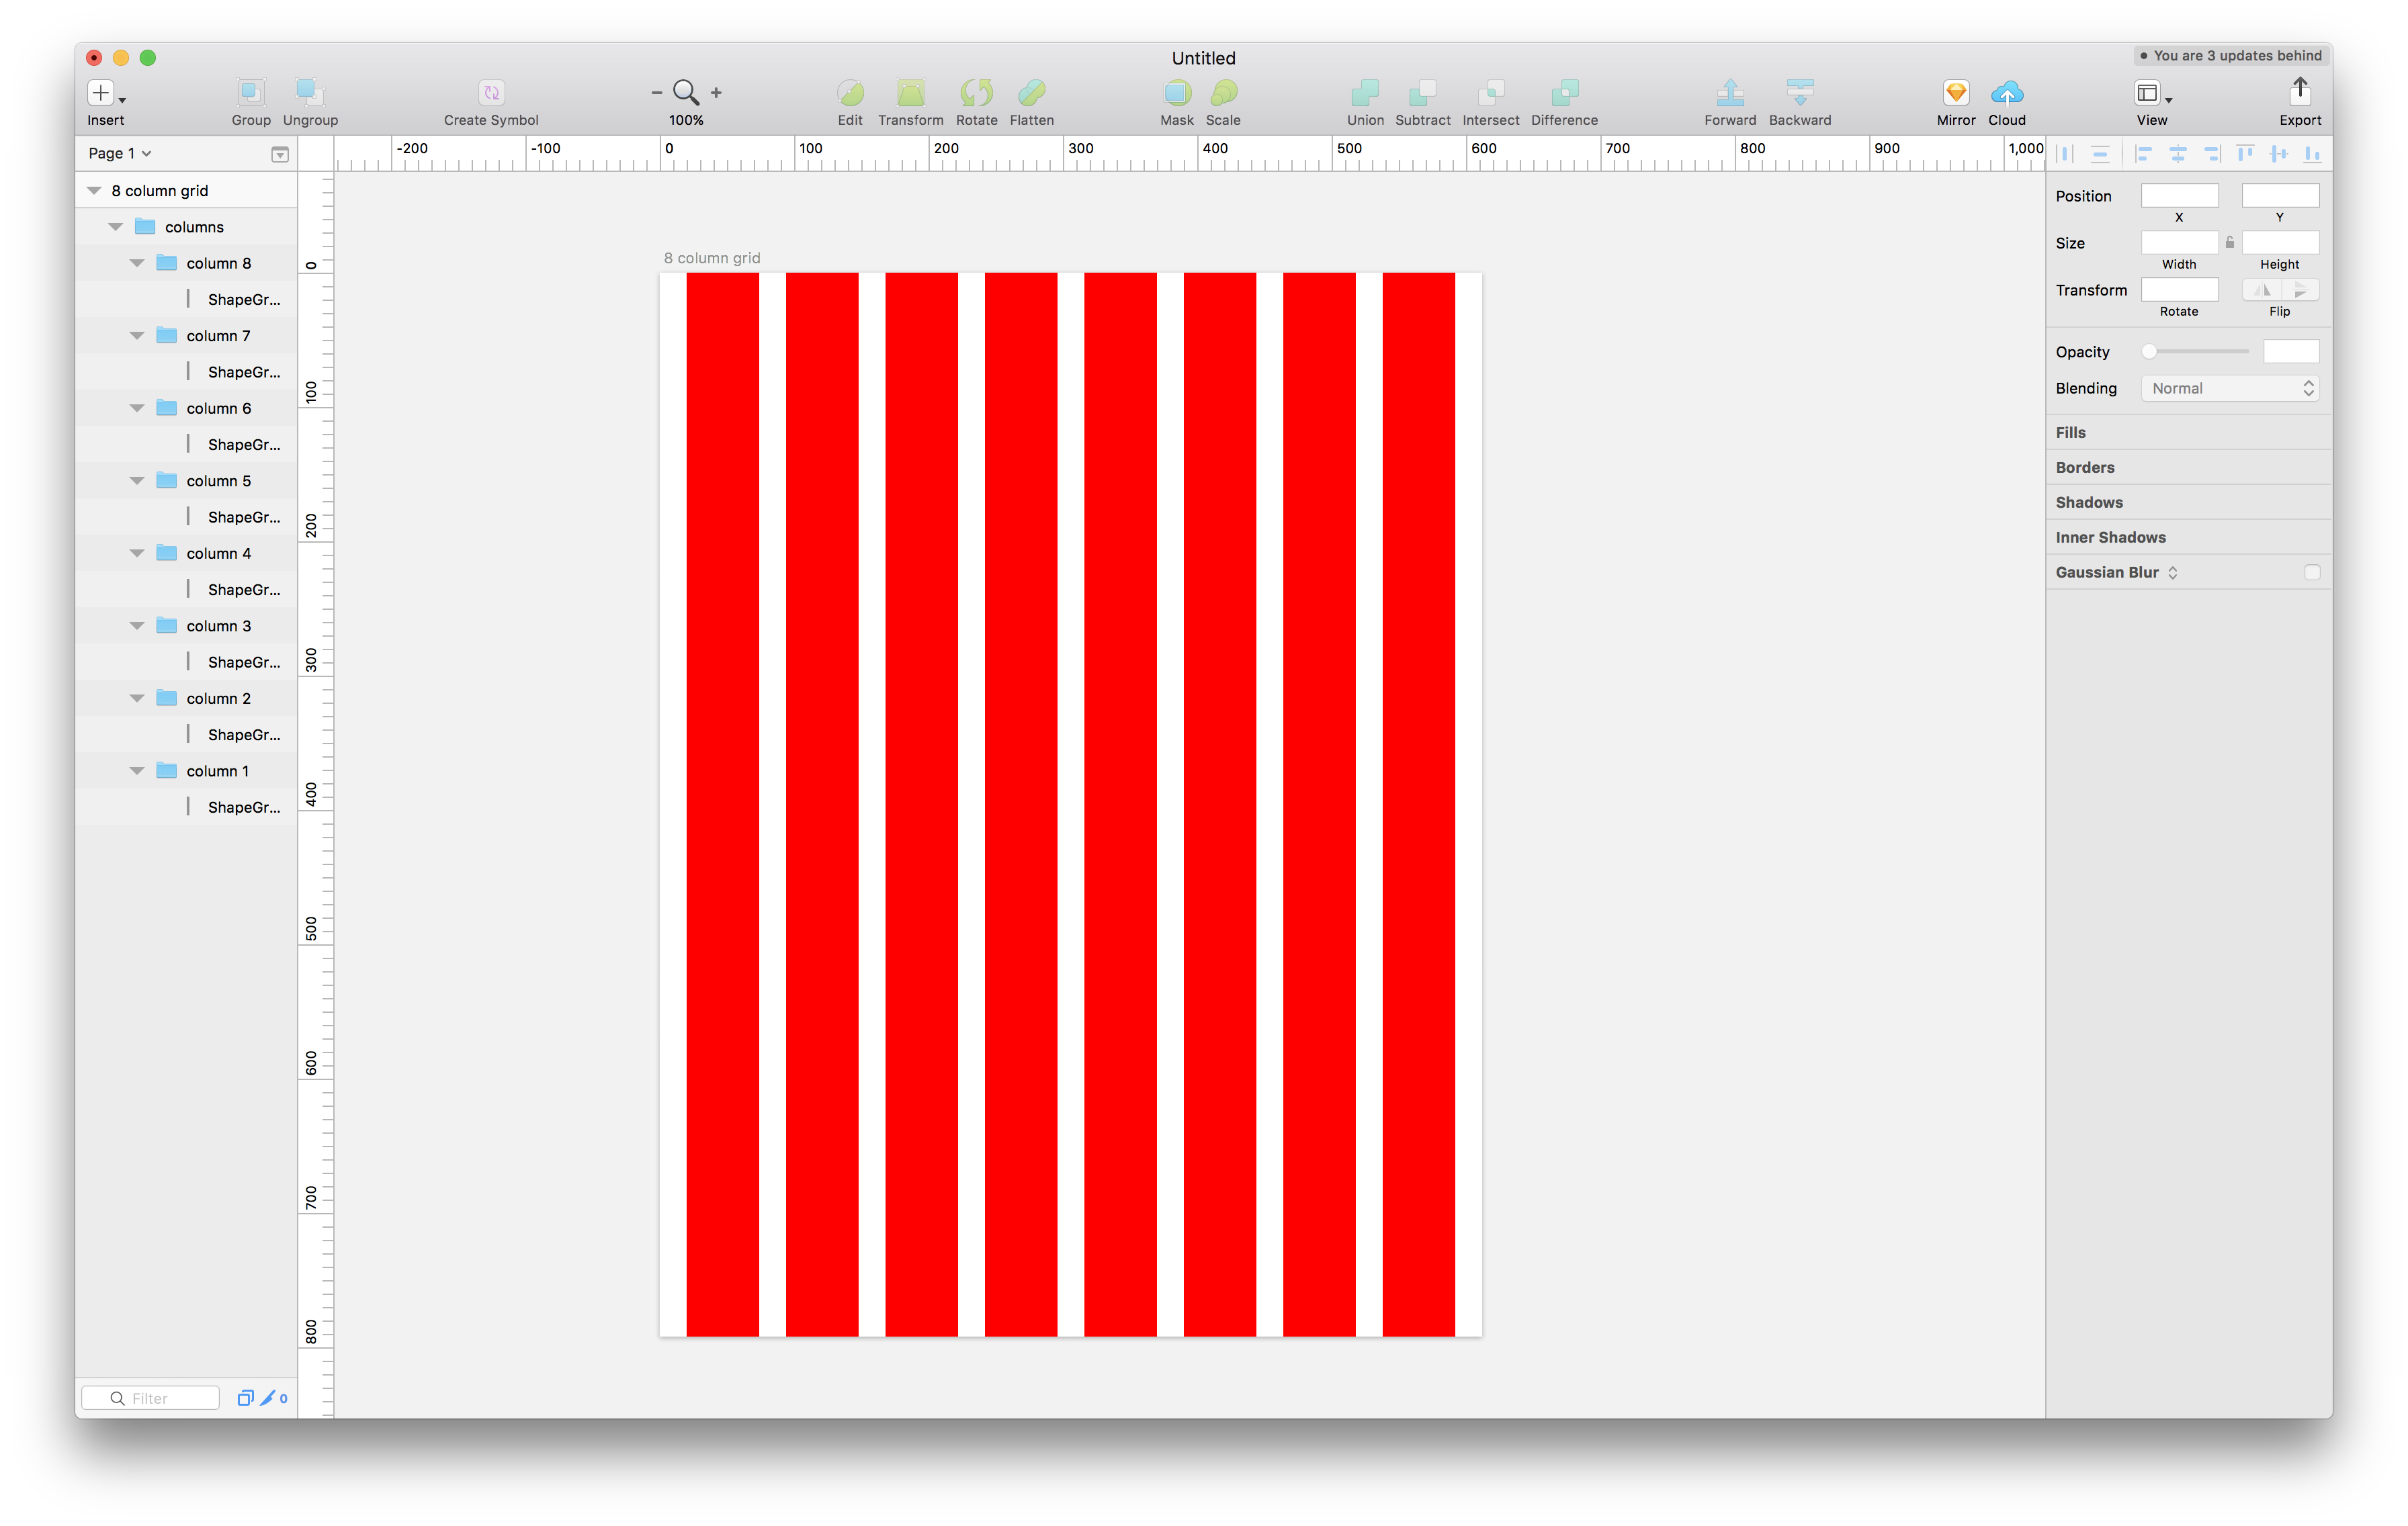 Untitled
You are 3 updates behind
Insert
Group
Ungroup
Create Symbol
100%
Edit
Transform
Rotate
Flatten
Mask
Scale
Union
Subtract
Intersect
Difference
Forward
Backward
Mirror
Cloud
View
Export
Page 1
-200
-100
0
100
200
300
400
500
600
700
800
900
1,000
8 column grid
columns
column 8
ShapeGr...
column 7
ShapeGr...
column 6
ShapeGr...
column 5
ShapeGr...
column 4
ShapeGr...
column 3
ShapeGr...
column 2
ShapeGr...
column 1
ShapeGr...
Filter
0
0
100
200
300
400
500
600
700
800
8 column grid
Position
X
Y
Size
Width
Height
Transform
Rotate
Flip
Opacity
Blending
Normal
Fills
Borders
Shadows
Inner Shadows
Gaussian Blur